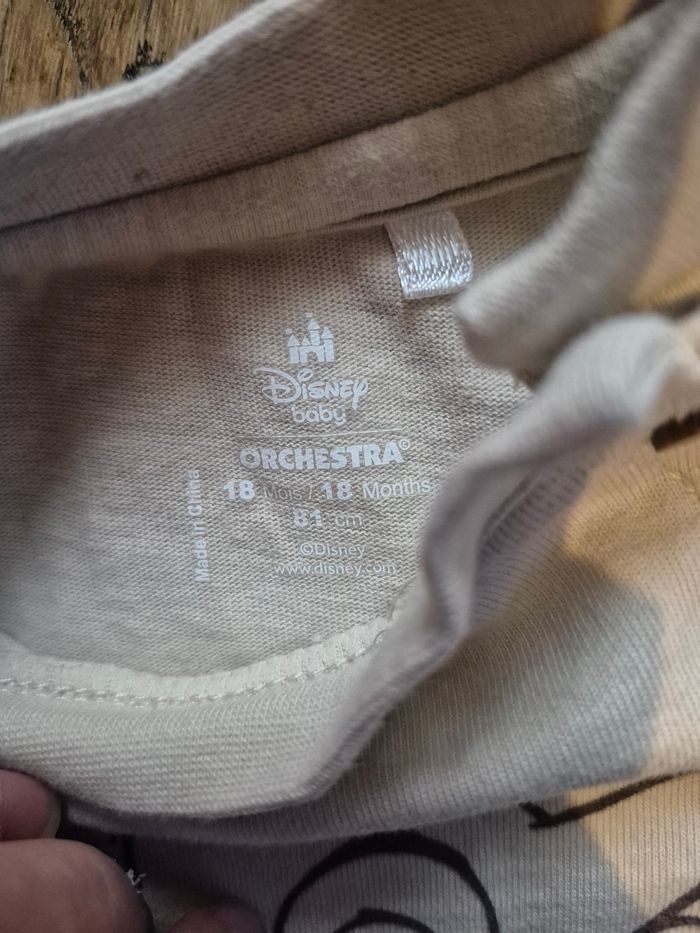 Disney
baby
ORCHESTRA©
18 Mois / 18 Months
81 cm
©Disney
www.disney.com
Made in China